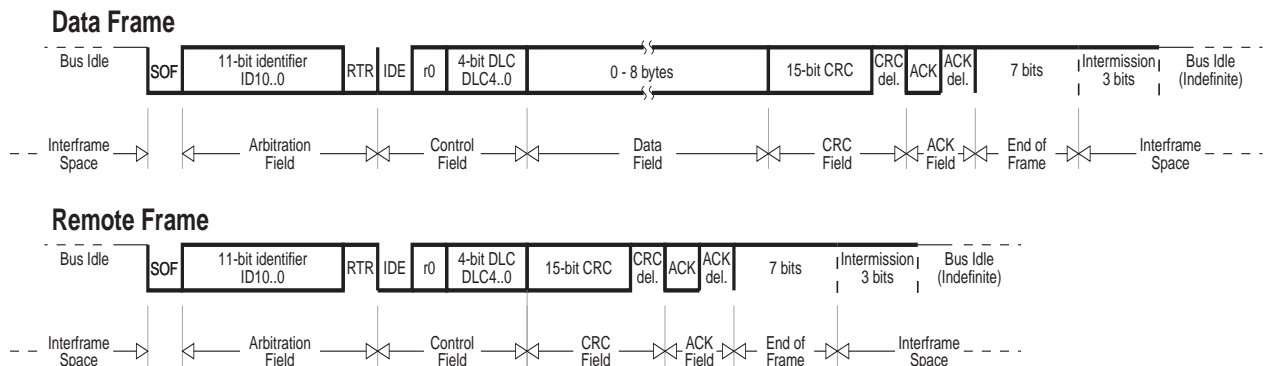 Data Frame
Bus Idle
SOF
11-bit identifier
ID10..0
RTR
IDE
r0
4-bit DLC
DLC4..0
0 - 8 bytes
15-bit CRC
CRC
del.
ACK
ACK
del.
7 bits
Intermission
3 bits
Bus Idle
(Indefinite)
Interframe
Space
Arbitration
Field
Control
Field
Data
Field
CRC
Field
ACK
Field
End of
Frame
Interframe
Space
Remote Frame
Bus Idle
SOF
11-bit identifier
ID10..0
RTR
IDE
r0
4-bit DLC
DLC4..0
15-bit CRC
CRC
del.
ACK
ACK
del.
7 bits
Intermission
3 bits
Bus Idle
(Indefinite)
Interframe
Space
Arbitration
Field
Control
Field
CRC
Field
ACK
Field
End of
Frame
Interframe
Space